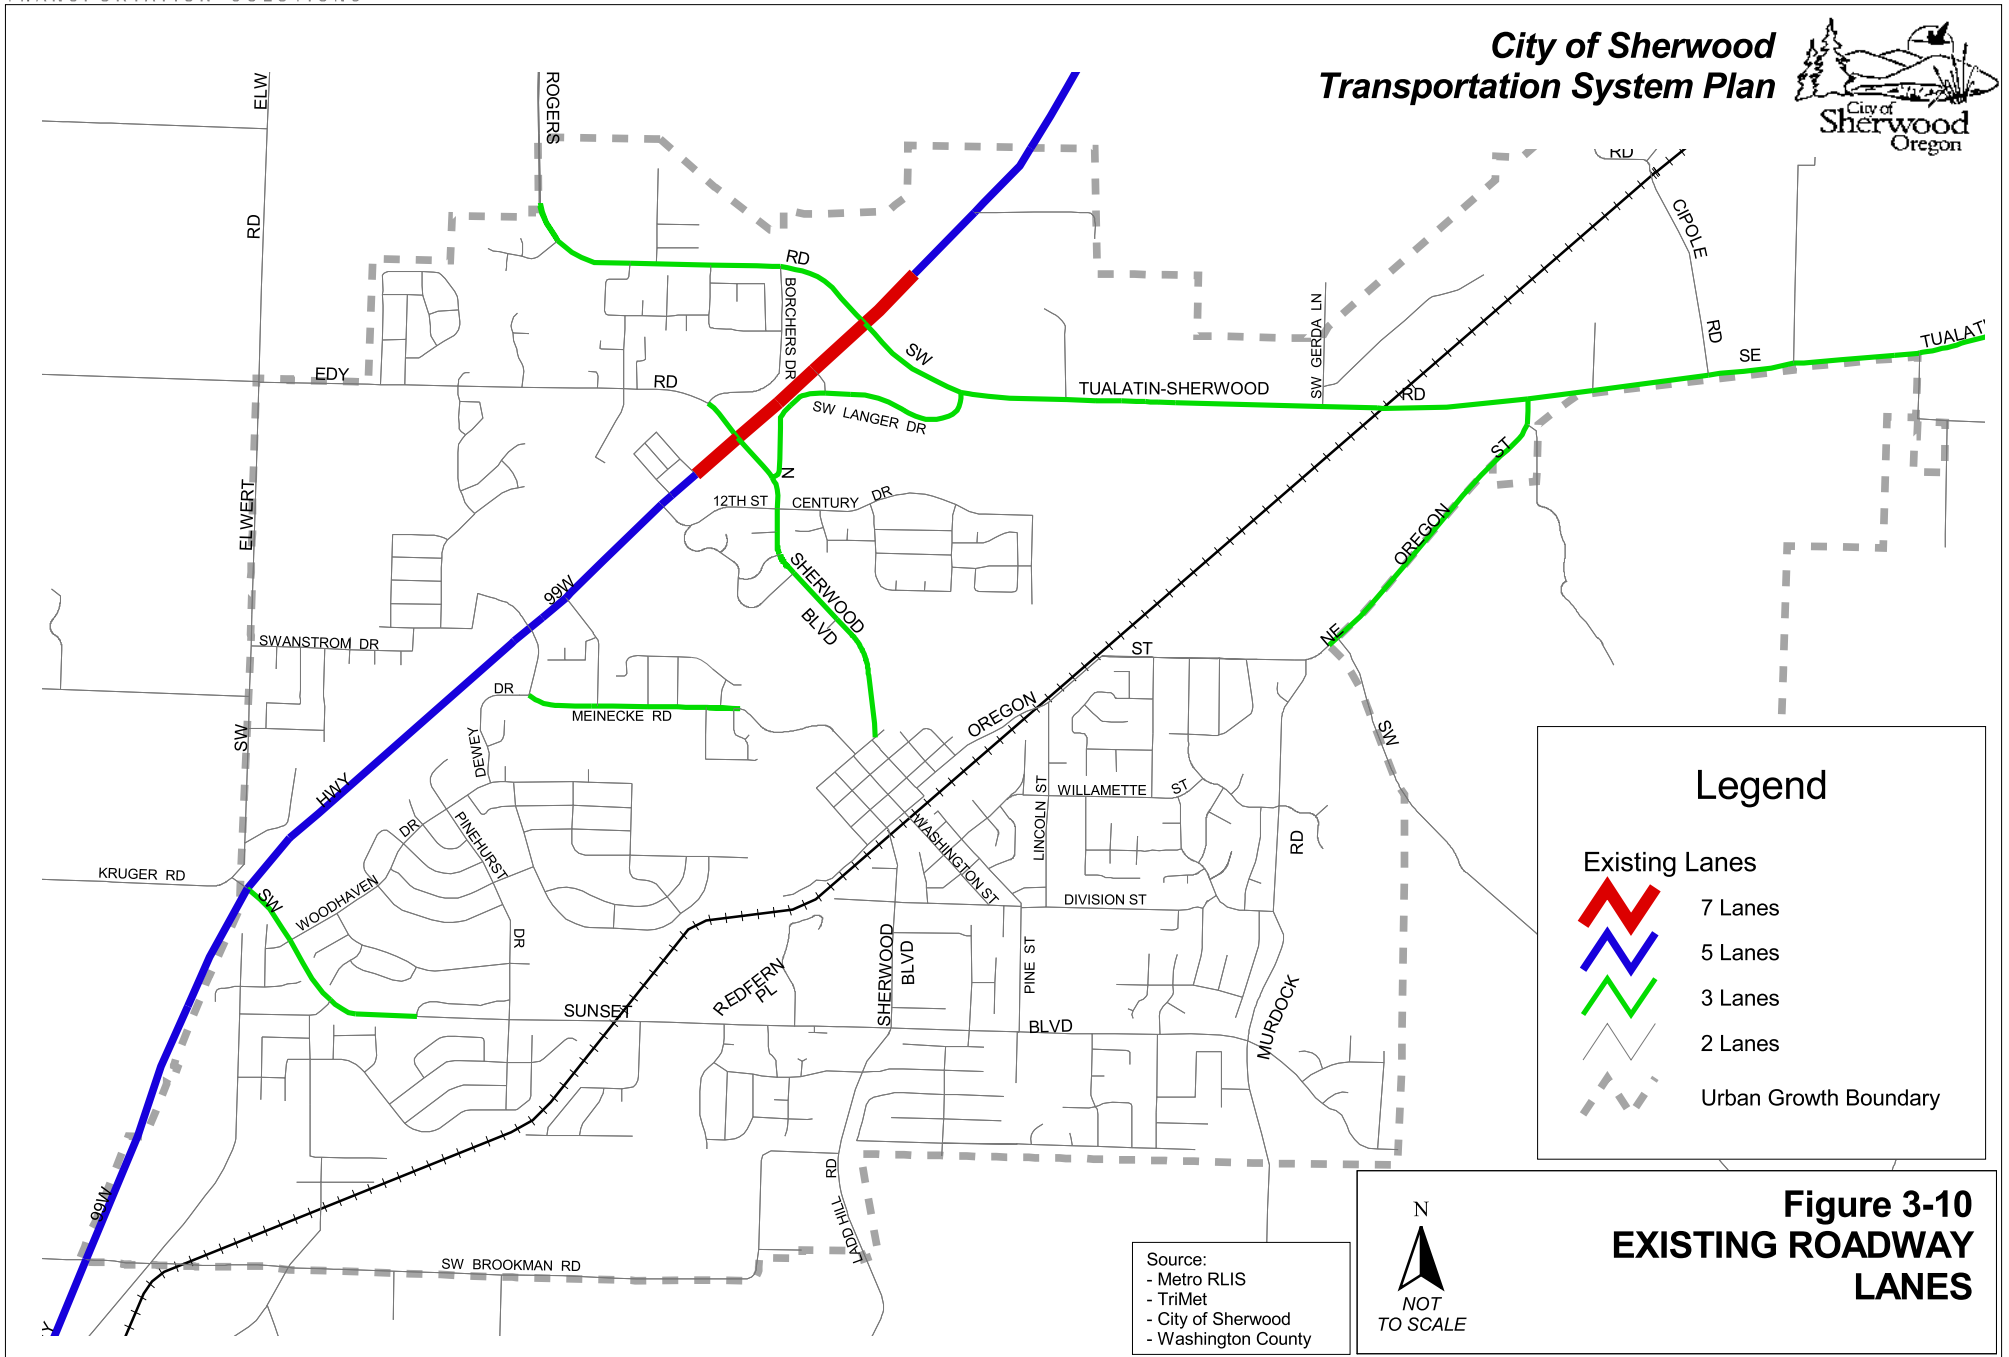 TRANSPORTATION SOLUTIONS
City of Sherwood
Transportation System Plan
City of
Sherwood
Oregon
ELW
RD
ROGERS
RD
BORCHERS DR
SW
RD
CIPOLE
RD
SW GERDA LN
SE
TUALAT
EDY
RD
TUALATIN-SHERWOOD
RD
SW LANGER DR
N
ST
12TH ST
CENTURY
DR
ELWERT
OREGON
99W
SHERWOOD
BLVD
NE
SWANSTROM DR
ST
DR
MEINECKE RD
OREGON
SW
SW
DEWEY
HWY
WILLAMETTE
ST
LINCOLN ST
DR
PINEHURST
WASHINGTON ST
RD
KRUGER RD
SW
WOODHAVEN
DIVISION ST
DR
SHERWOOD
BLVD
PINE ST
REDFERN
PL
MURDOCK
SUNSET
BLVD
99W
RD
LADD HILL
SW BROOKMAN RD
Y
Legend
Existing Lanes
7 Lanes
5 Lanes
3 Lanes
2 Lanes
Urban Growth Boundary
Source:
- Metro RLIS
- TriMet
- City of Sherwood
- Washington County
N
NOT
TO SCALE
Figure 3-10
EXISTING ROADWAY
LANES